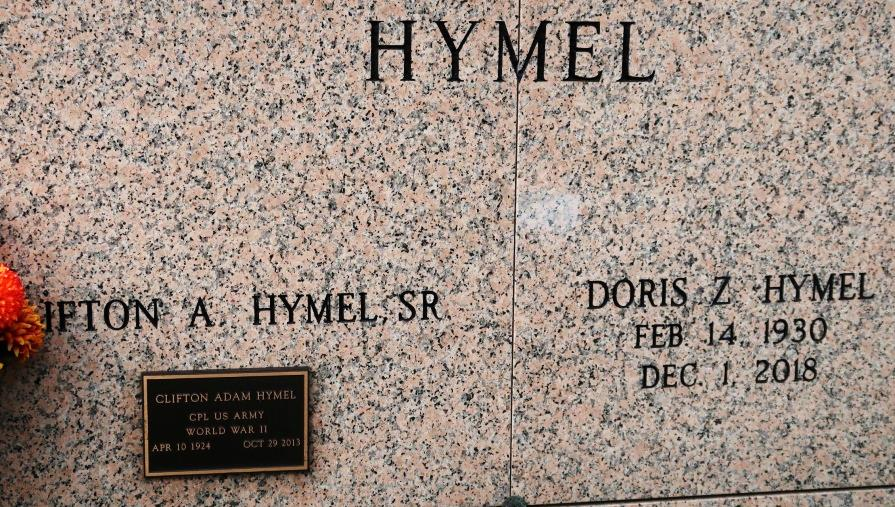 HYMEL
IFTON A. HYMEL, SR.
CLIFTON ADAM HYMEL
CPL US ARMY
WORLD WAR II
APR 10 1924 OCT 29 2013
DORIS Z HYMEL
FEB. 14, 1930
DEC. 1, 2018